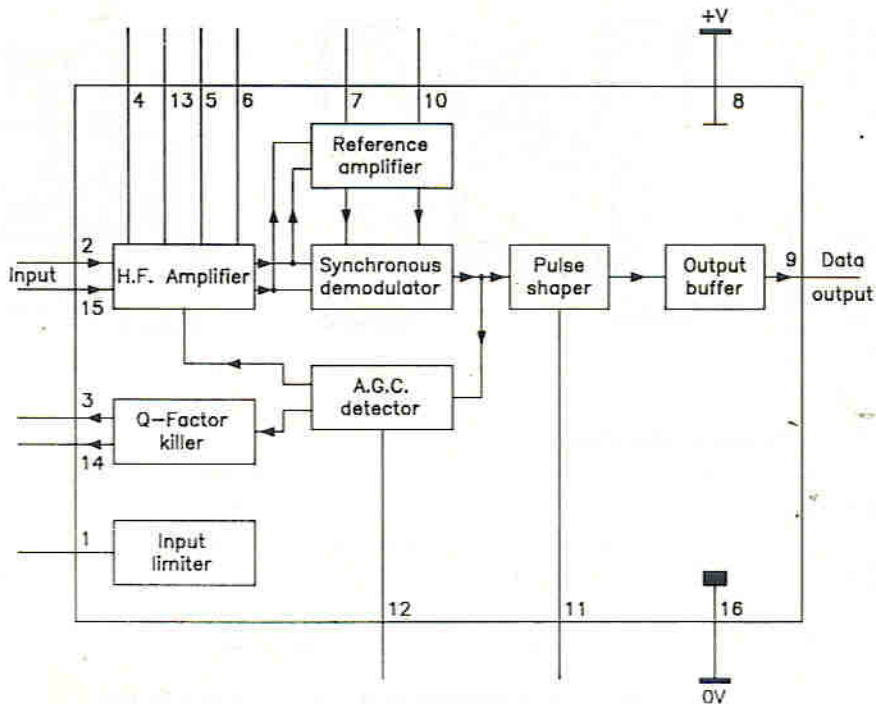 +V
4
13
5
6
7
10
8
Reference
amplifier
2
Input
15
H.F. Amplifier
Synchronous
demodulator
Pulse
shaper
Output
buffer
9
Data
output
3
14
Q-Factor
killer
A.G.C.
detector
1
Input
limiter
12
11
16
0V